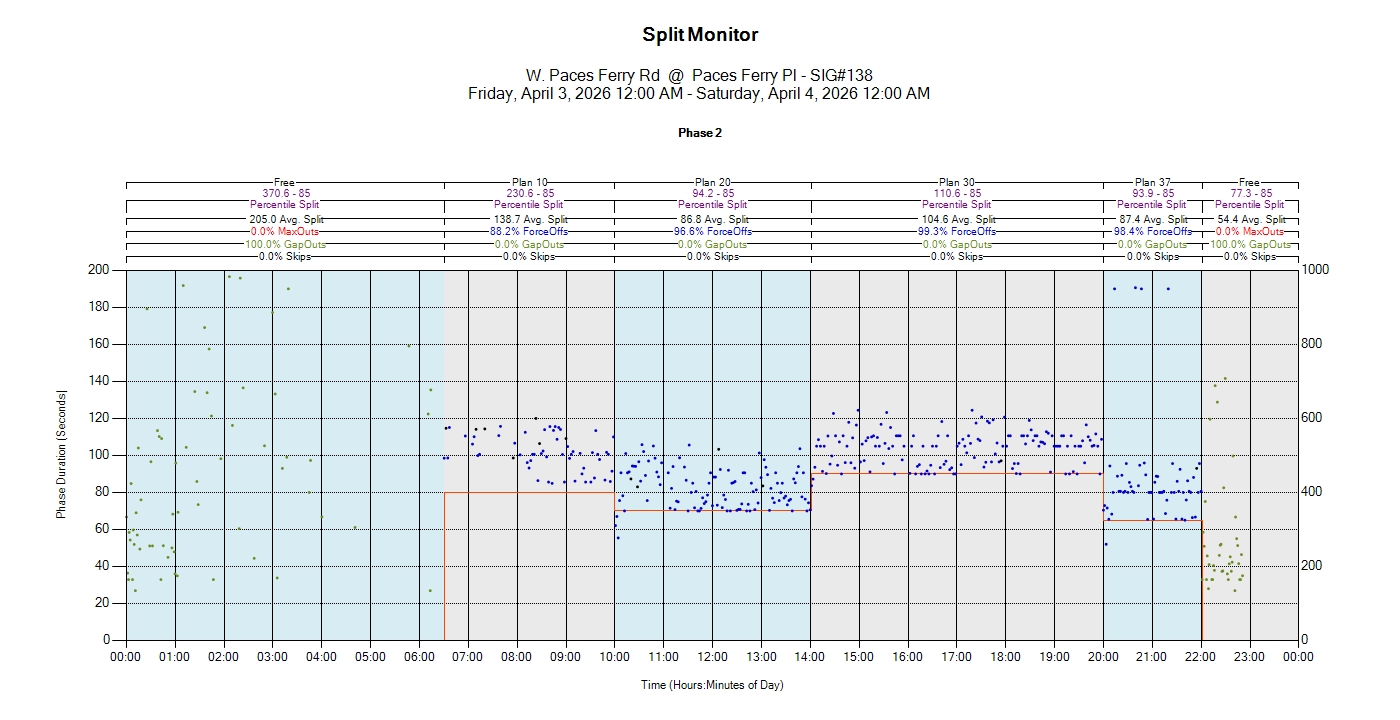 Split Monitor
W. Paces Ferry Rd @ Paces Ferry Pl - SIG#138
Friday, April 3, 2026 12:00 AM - Saturday, April 4, 2026 12:00 AM
Phase 2
Free Plan 10 Plan 20 Plan 30 Plan 37 Free
370.6 - 85 230.6 - 85 94.2 - 85 110.6 - 85 93.9 - 85 77.3 - 85
Percentile Split Percentile Split Percentile Split Percentile Split Percentile Split Percentile Split
205.0 Avg. Split 138.7 Avg. Split 86.8 Avg. Split 104.6 Avg. Split 87.4 Avg. Split 54.4 Avg. Split
0.0% MaxOuts 88.2% ForceOffs 96.6% ForceOffs 99.3% ForceOffs 98.4% ForceOffs 0.0% MaxOuts
100.0% GapOuts 0.0% GapOuts 0.0% GapOuts 0.0% GapOuts 0.0% GapOuts 100.0% GapOuts
0.0% Skips 0.0% Skips 0.0% Skips 0.0% Skips 0.0% Skips 0.0% Skips
200 1000
180
160 800
140
120 600
100
80 400
60
40 200
20
0 0
Phase Duration (Seconds)
00:00 01:00 02:00 03:00 04:00 05:00 06:00 07:00 08:00 09:00 10:00 11:00 12:00 13:00 14:00 15:00 16:00 17:00 18:00 19:00 20:00 21:00 22:00 23:00 00:00
Time (Hours:Minutes of Day)